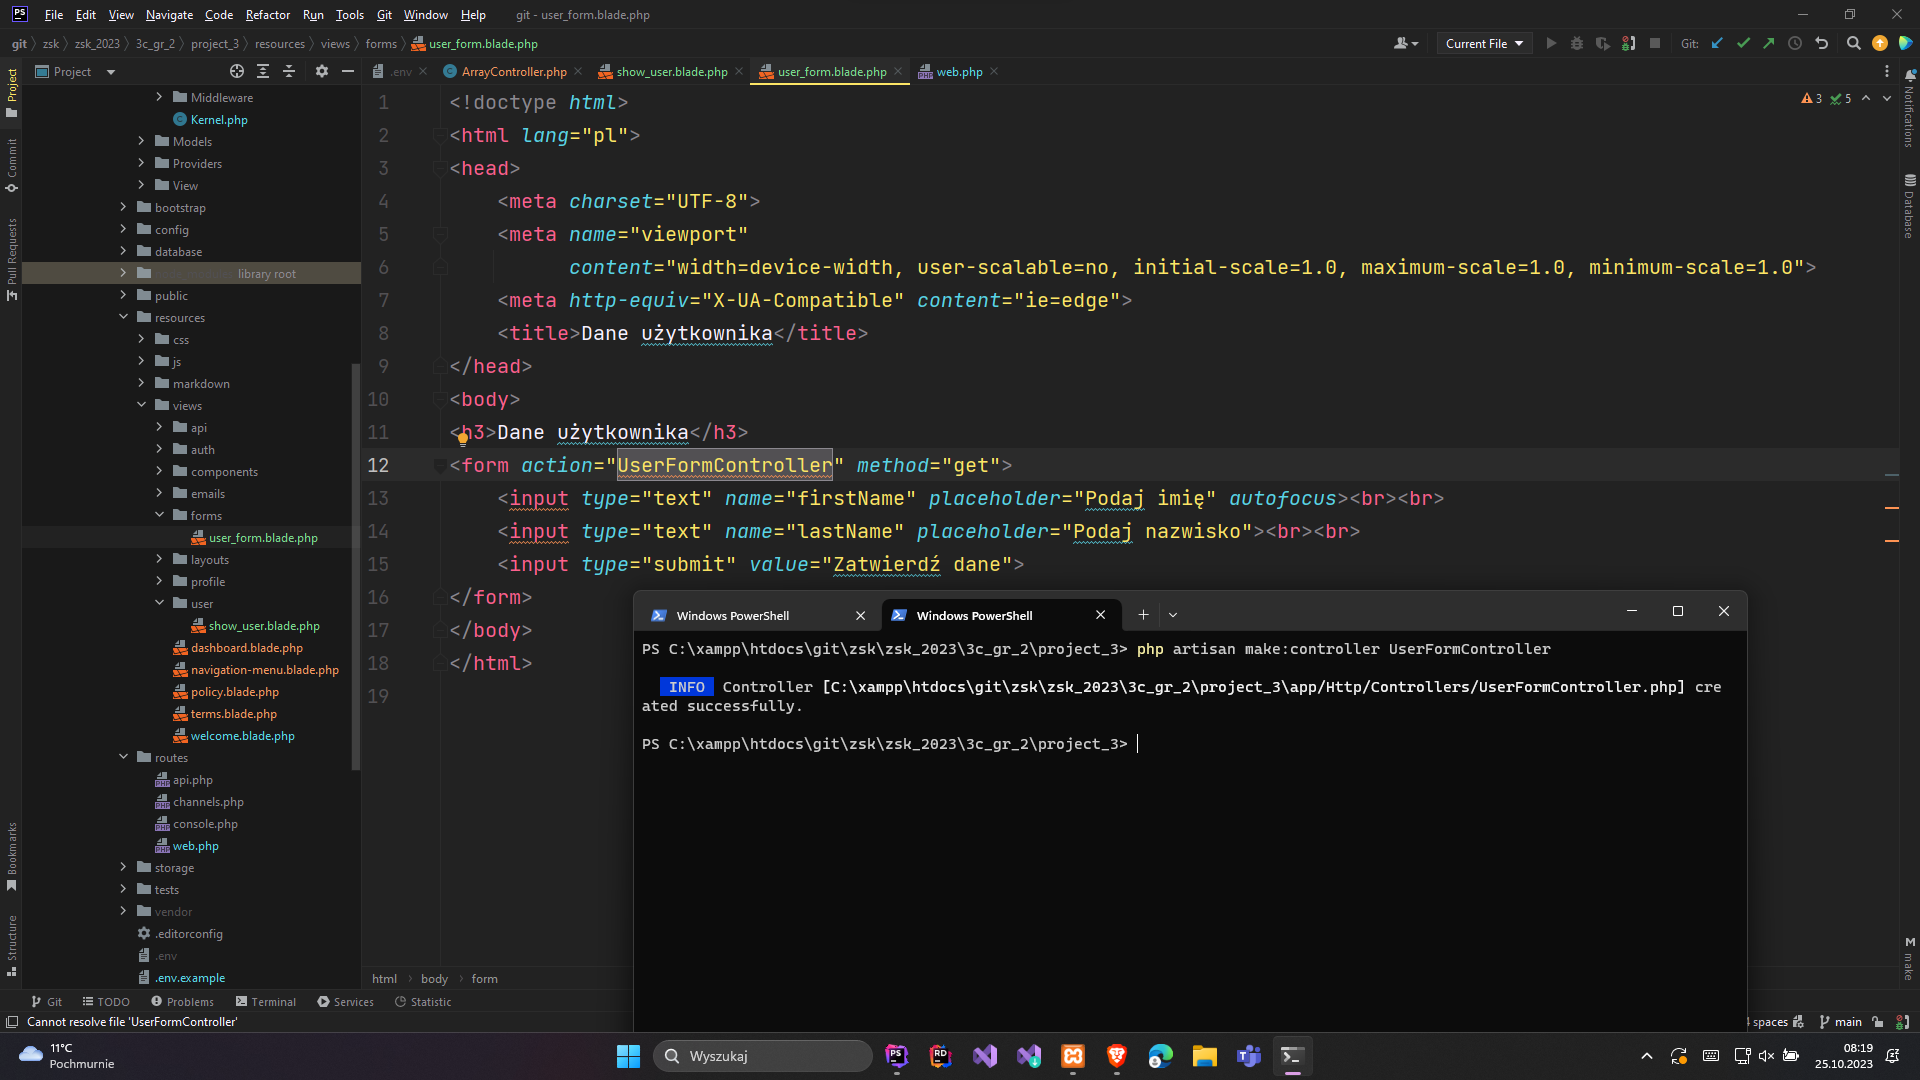 PS File Edit View Navigate Code Refactor Run Tools Git Window Help git - user_form.blade.php
git zsk zsk_2023 3c_gr_2 project_3 resources views forms user_form.blade.php Current File Git:
Project .env ArrayController.php show_user.blade.php user_form.blade.php web.php
Project
Commit
Pull Requests
Bookmarks
Structure
Middleware
Kernel.php
Models
Providers
View
bootstrap
config
database
library root
public
resources
css
js
markdown
views
api
auth
components
emails
forms
user_form.blade.php
layouts
profile
user
show_user.blade.php
dashboard.blade.php
navigation-menu.blade.php
policy.blade.php
terms.blade.php
welcome.blade.php
routes
api.php
channels.php
console.php
web.php
storage
tests
vendor
.editorconfig
.env
.env.example
3 5
1 <!doctype html>
2 <html lang="pl">
3 <head>
4 <meta charset="UTF-8">
5 <meta name="viewport"
6 content="width=device-width, user-scalable=no, initial-scale=1.0, maximum-scale=1.0, minimum-scale=1.0">
7 <meta http-equiv="X-UA-Compatible" content="ie=edge">
8 <title>Dane użytkownika</title>
9 </head>
10 <body>
11 <h3>Dane użytkownika</h3>
12 <form action="UserFormController" method="get">
13 <input type="text" name="firstName" placeholder="Podaj imię" autofocus><br><br>
14 <input type="text" name="lastName" placeholder="Podaj nazwisko"><br><br>
15 <input type="submit" value="Zatwierdź dane">
16 </form>
17 </body>
18 </html>
19
Notifications
Database
M make
Windows PowerShell Windows PowerShell
PS C:\xampp\htdocs\git\zsk\zsk_2023\3c_gr_2\project_3> php artisan make:controller UserFormController
INFO Controller [C:\xampp\htdocs\git\zsk\zsk_2023\3c_gr_2\project_3\app/Http/Controllers/UserFormController.php] cre
ated successfully.
PS C:\xampp\htdocs\git\zsk\zsk_2023\3c_gr_2\project_3>
html body form
Git TODO Problems Terminal Services Statistic
Cannot resolve file 'UserFormController' spaces main
11°C
Pochmurnie
Wyszukaj
PS
RD
08:19
25.10.2023